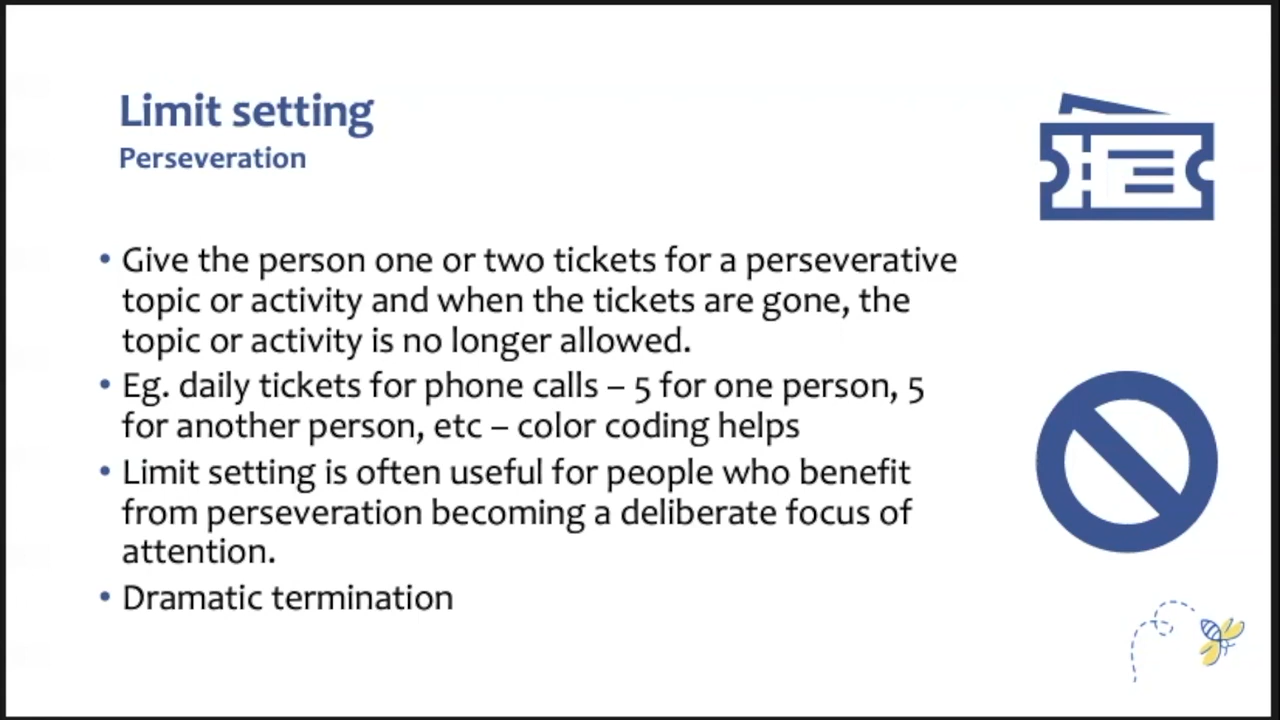 Limit setting
Perseveration
• Give the person one or two tickets for a perseverative
topic or activity and when the tickets are gone, the
topic or activity is no longer allowed.
• Eg. daily tickets for phone calls – 5 for one person, 5
for another person, etc – color coding helps
• Limit setting is often useful for people who benefit
from perseveration becoming a deliberate focus of
attention.
• Dramatic termination